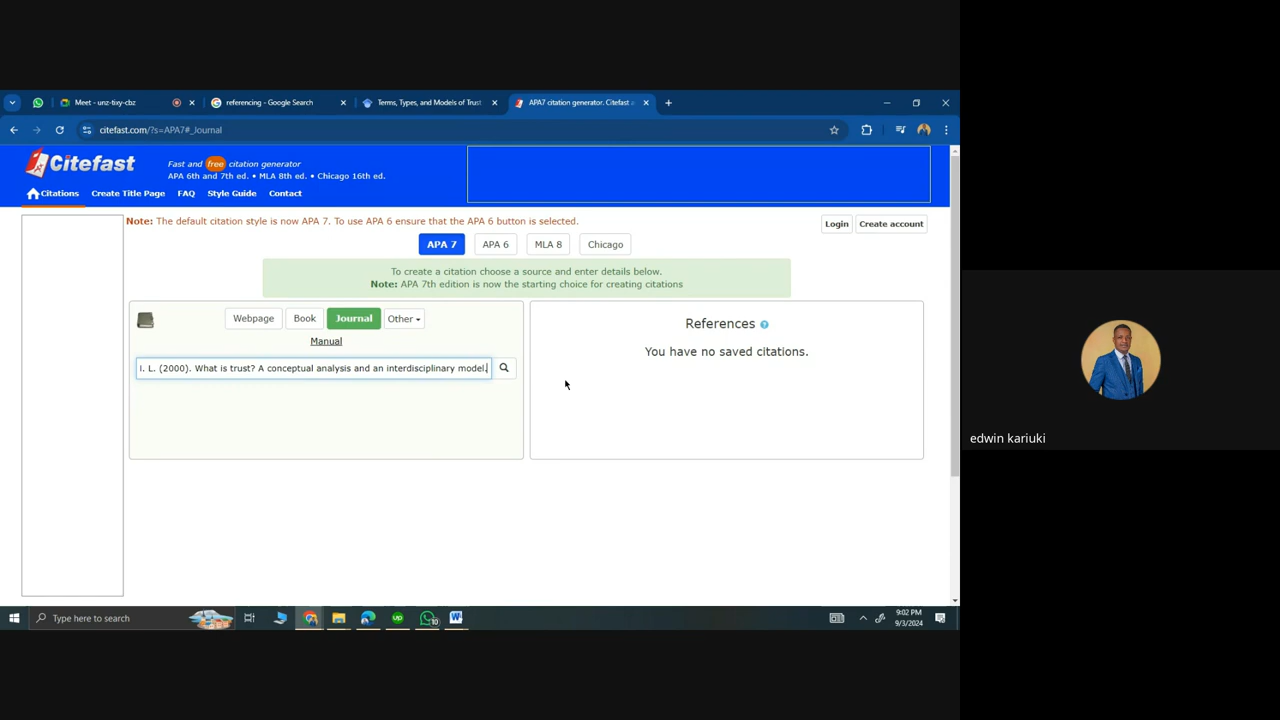 Meet - unz-tixy-cbz
referencing - Google Search
Terms, Types, and Models of Trust
APA7 citation generator. Citefast a
citefast.com/?s=APA7#_Journal
Citefast
Fast and free citation generator
APA 6th and 7th ed. • MLA 8th ed. • Chicago 16th ed.
Citations Create Title Page FAQ Style Guide Contact
Note: The default citation style is now APA 7. To use APA 6 ensure that the APA 6 button is selected.
Login Create account
APA 7 APA 6 MLA 8 Chicago
To create a citation choose a source and enter details below.
Note: APA 7th edition is now the starting choice for creating citations
Webpage Book Journal Other
Manual
I. L. (2000). What is trust? A conceptual analysis and an interdisciplinary model.
References
You have no saved citations.
edwin kariuki
Type here to search
up
10
9:02 PM
9/3/2024